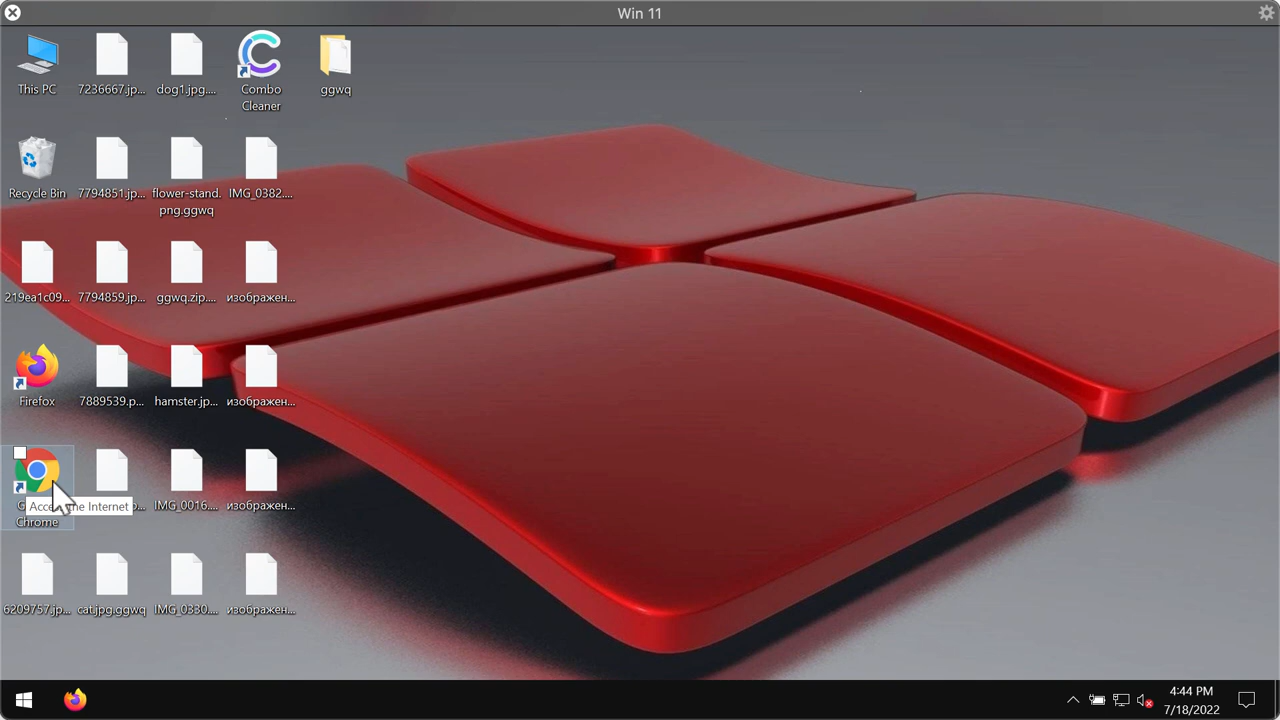 Win 11
This PC
7236667.jp...
dog1.jpg....
Combo
Cleaner
ggwq
Recycle Bin
7794851.jp...
flower-stand.
png.ggwq
IMG_0382....
219ea1c09...
7794859.jp...
ggwq.zip....
изображен...
Firefox
7889539.p...
hamster.jp...
изображен...
Chrome
IMG_0016....
изображен...
6209757.jp...
cat.jpg.ggwq
IMG_0330....
изображен...
4:44 PM
7/18/2022